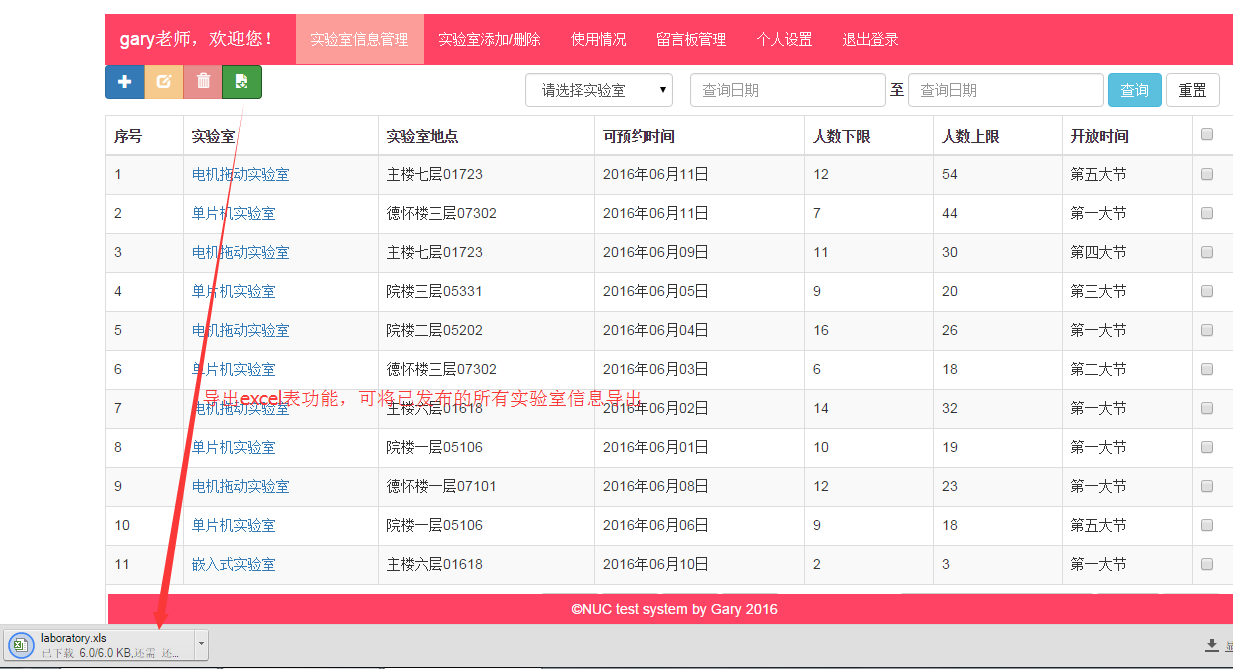 gary老师，欢迎您！ 实验室信息管理 实验室添加/删除 使用情况 留言板管理 个人设置 退出登录
请选择实验室 查询日期 至 查询日期 查询 重置
序号 实验室 实验室地点 可预约时间 人数下限 人数上限 开放时间
1 电机拖动实验室 主楼七层01723 2016年06月11日 12 54 第五大节
2 单片机实验室 德怀楼三层07302 2016年06月11日 7 44 第一大节
3 电机拖动实验室 主楼七层01723 2016年06月09日 11 30 第四大节
4 单片机实验室 院楼三层05331 2016年06月05日 9 20 第三大节
5 电机拖动实验室 院楼二层05202 2016年06月04日 16 26 第一大节
6 单片机实验室 德怀楼三层07302 2016年06月03日 6 18 第二大节
导出excel表功能，可将已发布的所有实验室信息导出
7 电机拖动实验室 主楼六层01618 2016年06月02日 14 32 第一大节
8 单片机实验室 院楼一层05106 2016年06月01日 10 19 第一大节
9 电机拖动实验室 德怀楼一层07101 2016年06月08日 12 23 第一大节
10 单片机实验室 院楼一层05106 2016年06月06日 9 18 第五大节
11 嵌入式实验室 主楼六层01618 2016年06月10日 2 3 第一大节
©NUC test system by Gary 2016
laboratory.xls
已下载 6.0/6.0 KB,还需 还...